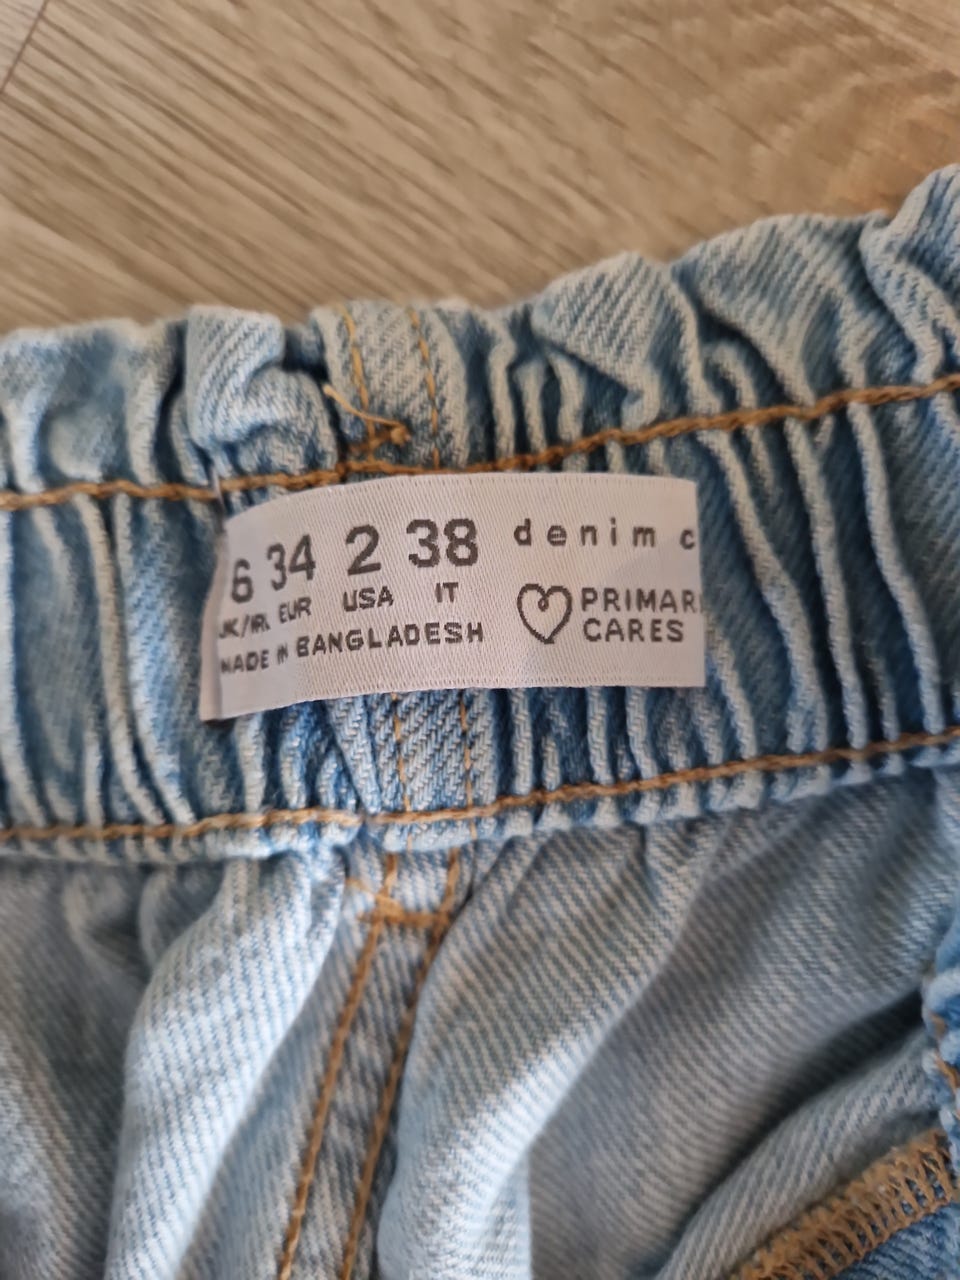 6 34 2 38
UK/IRL EUR USA IT
MADE IN BANGLADESH
denim c
PRIMAR
CARES